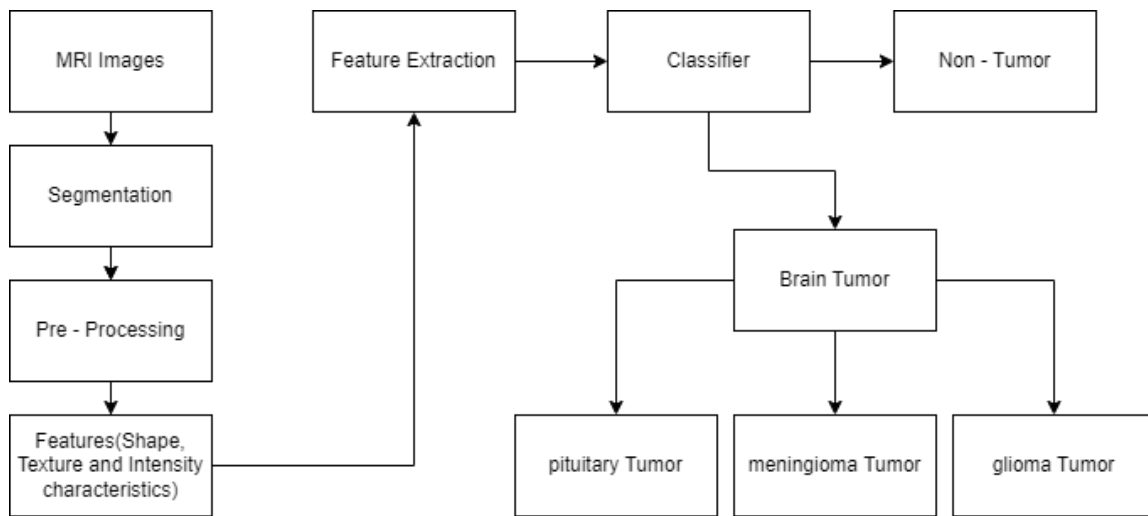 MRI Images
Segmentation
Pre - Processing
Features(Shape,
Texture and Intensity
characteristics)
Feature Extraction
Classifier
Non - Tumor
Brain Tumor
pituitary Tumor
meningioma Tumor
glioma Tumor